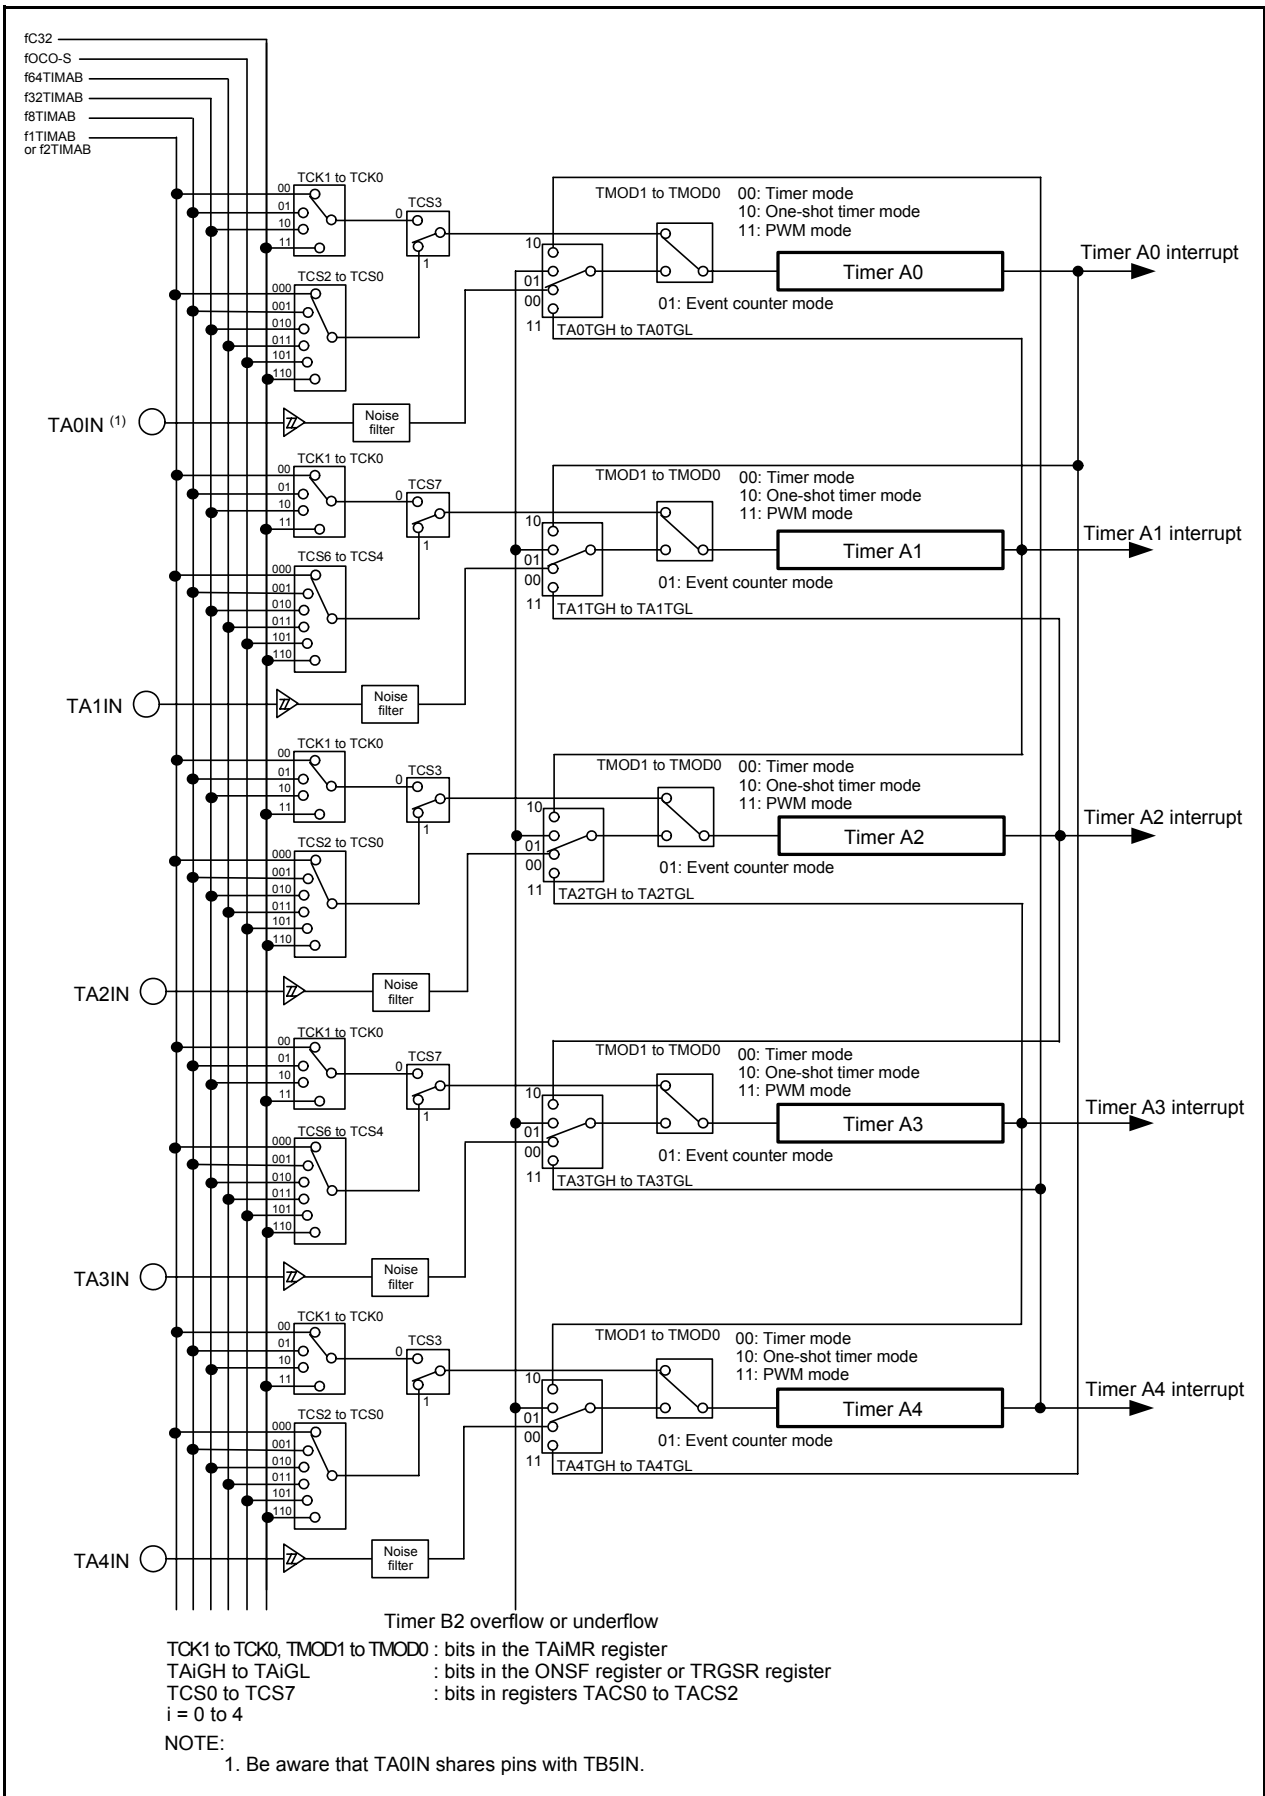 fC32
fOCO-S
f64TIMAB
f32TIMAB
f8TIMAB
f1TIMAB
or f2TIMAB
TCK1 to TCK0
00
01
10
11
TCS3
0
1
TCS2 to TCS0
000
001
010
011
101
110
TMOD1 to TMOD0
00: Timer mode
10: One-shot timer mode
11: PWM mode
10
01
00
11
Timer A0
01: Event counter mode
TA0TGH to TA0TGL
Timer A0 interrupt
TA0IN (1)
Noise
filter
TCK1 to TCK0
00
01
10
11
TCS7
0
1
TCS6 to TCS4
000
001
010
011
101
110
TMOD1 to TMOD0
00: Timer mode
10: One-shot timer mode
11: PWM mode
10
01
00
11
Timer A1
01: Event counter mode
TA1TGH to TA1TGL
Timer A1 interrupt
TA1IN
Noise
filter
TCK1 to TCK0
00
01
10
11
TCS3
0
1
TCS2 to TCS0
000
001
010
011
101
110
TMOD1 to TMOD0
00: Timer mode
10: One-shot timer mode
11: PWM mode
10
01
00
11
Timer A2
01: Event counter mode
TA2TGH to TA2TGL
Timer A2 interrupt
TA2IN
Noise
filter
TCK1 to TCK0
00
01
10
11
TCS7
0
1
TCS6 to TCS4
000
001
010
011
101
110
TMOD1 to TMOD0
00: Timer mode
10: One-shot timer mode
11: PWM mode
10
01
00
11
Timer A3
01: Event counter mode
TA3TGH to TA3TGL
Timer A3 interrupt
TA3IN
Noise
filter
TCK1 to TCK0
00
01
10
11
TCS3
0
1
TCS2 to TCS0
000
001
010
011
101
110
TMOD1 to TMOD0
00: Timer mode
10: One-shot timer mode
11: PWM mode
10
01
00
11
Timer A4
01: Event counter mode
TA4TGH to TA4TGL
Timer A4 interrupt
TA4IN
Noise
filter
Timer B2 overflow or underflow
TCK1 to TCK0, TMOD1 to TMOD0 : bits in the TAiMR register
TAiGH to TAiGL : bits in the ONSF register or TRGSR register
TCS0 to TCS7 : bits in registers TACS0 to TACS2
i = 0 to 4
NOTE:
1. Be aware that TA0IN shares pins with TB5IN.